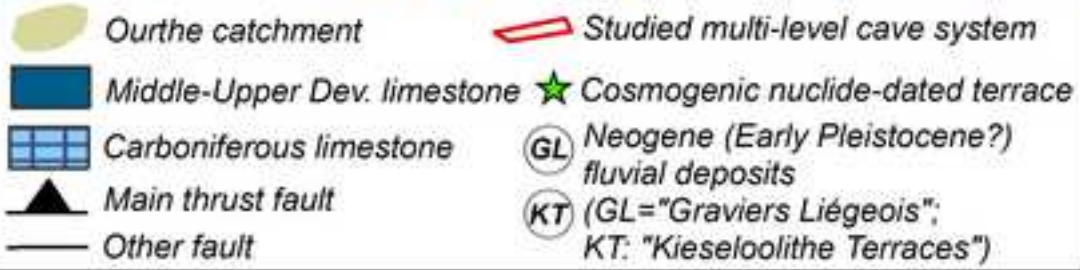 Ourthe catchment
Middle-Upper Dev. limestone
Carboniferous limestone
Main thrust fault
Other fault
Studied multi-level cave system
Cosmogenic nuclide-dated terrace
GL Neogene (Early Pleistocene?)
fluvial deposits
KT (GL="Graviers Liégeois";
KT: "Kieseloolithe Terraces")